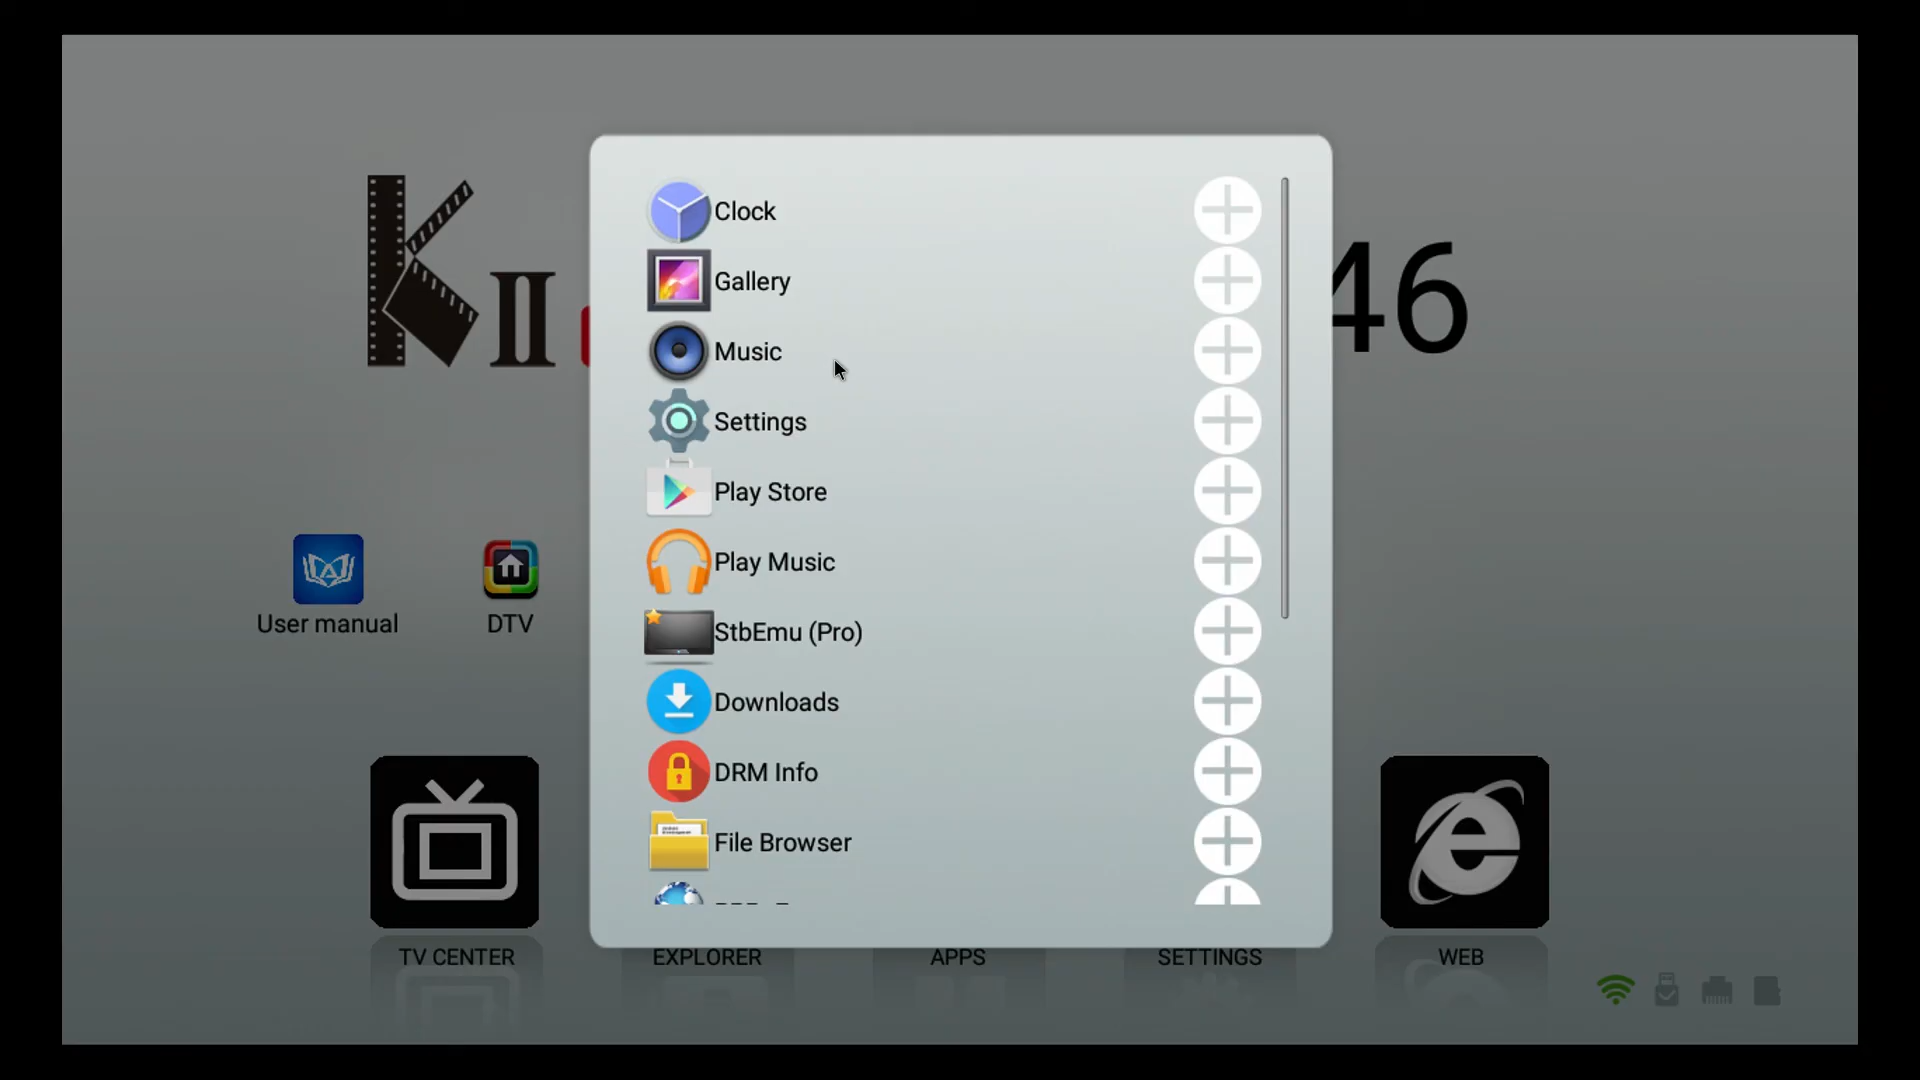 KII
46
Clock
Gallery
Music
Settings
Play Store
Play Music
StbEmu (Pro)
Downloads
DRM Info
File Browser
User manual
DTV
TV CENTER
EXPLORER
APPS
SETTINGS
WEB